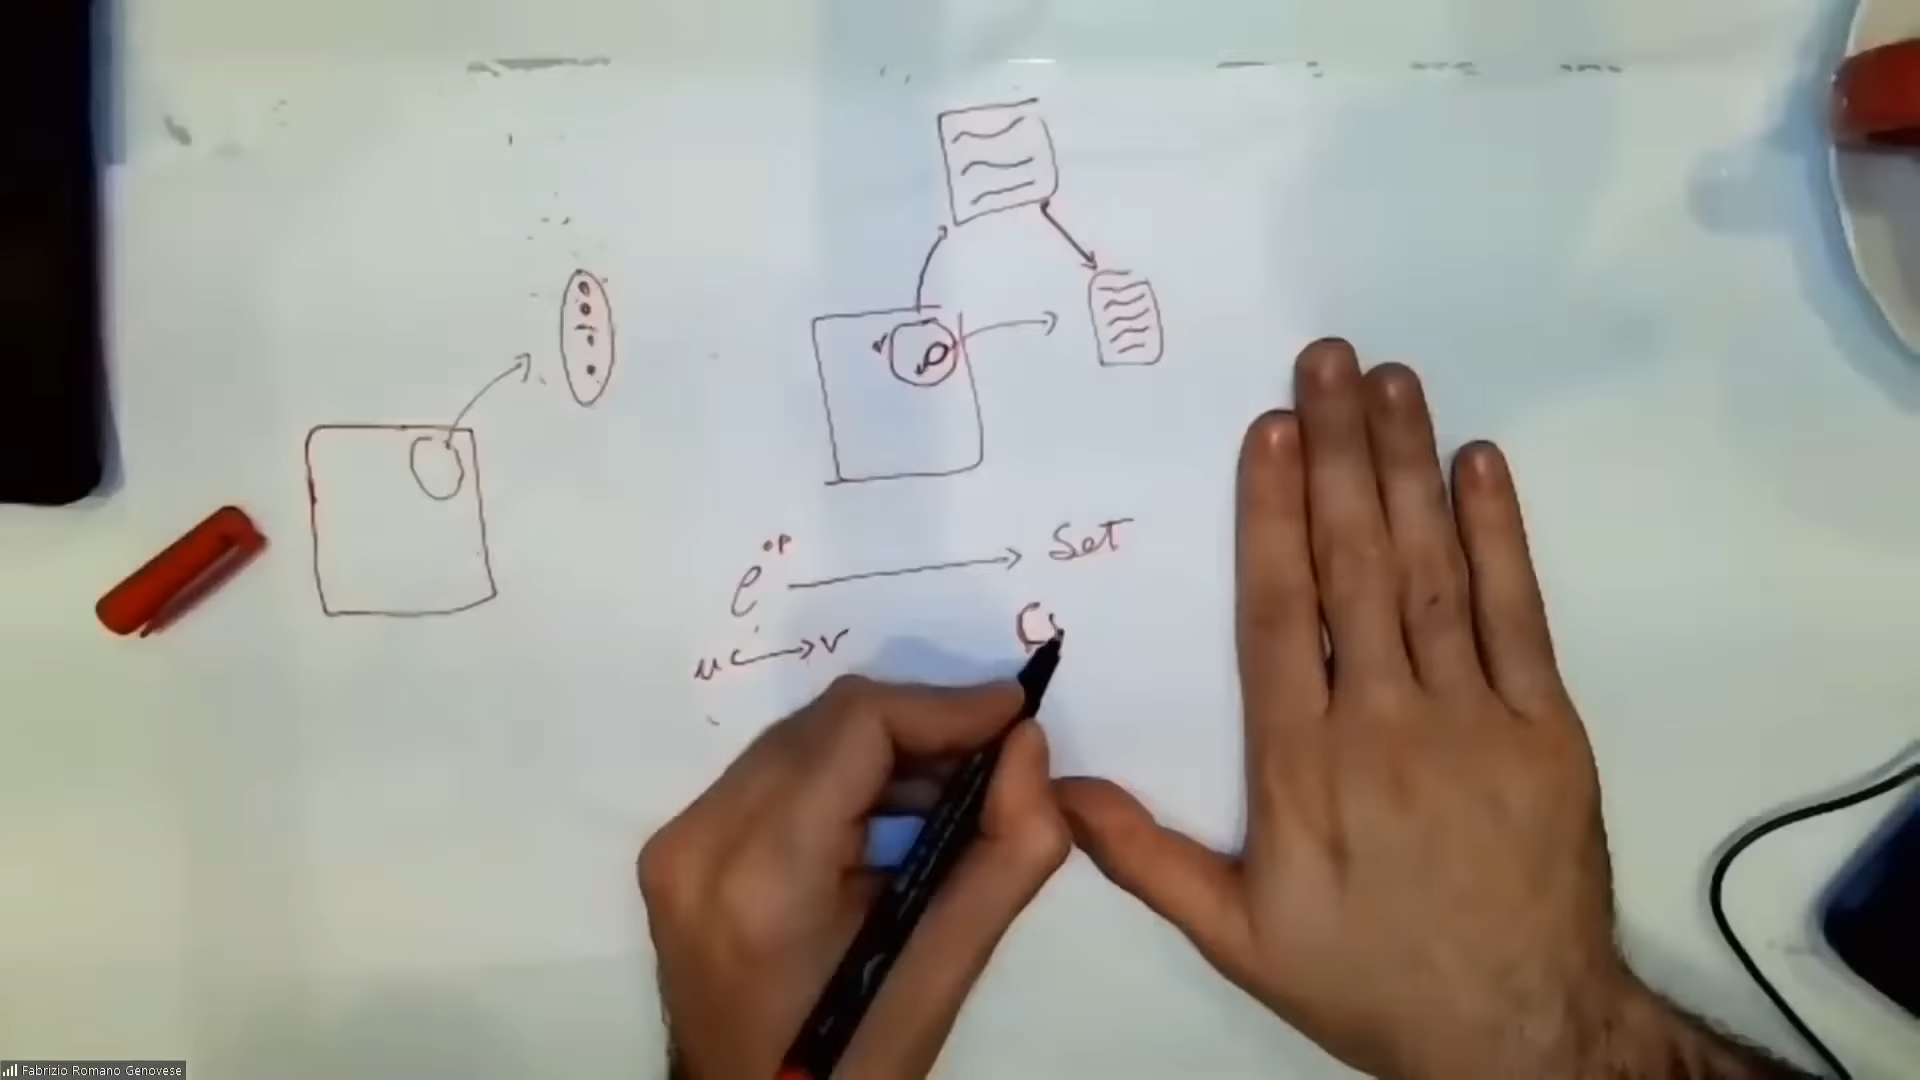 v
op
e ⟶ Set
u ↪ v
C
Fabrizio Romano Genovese